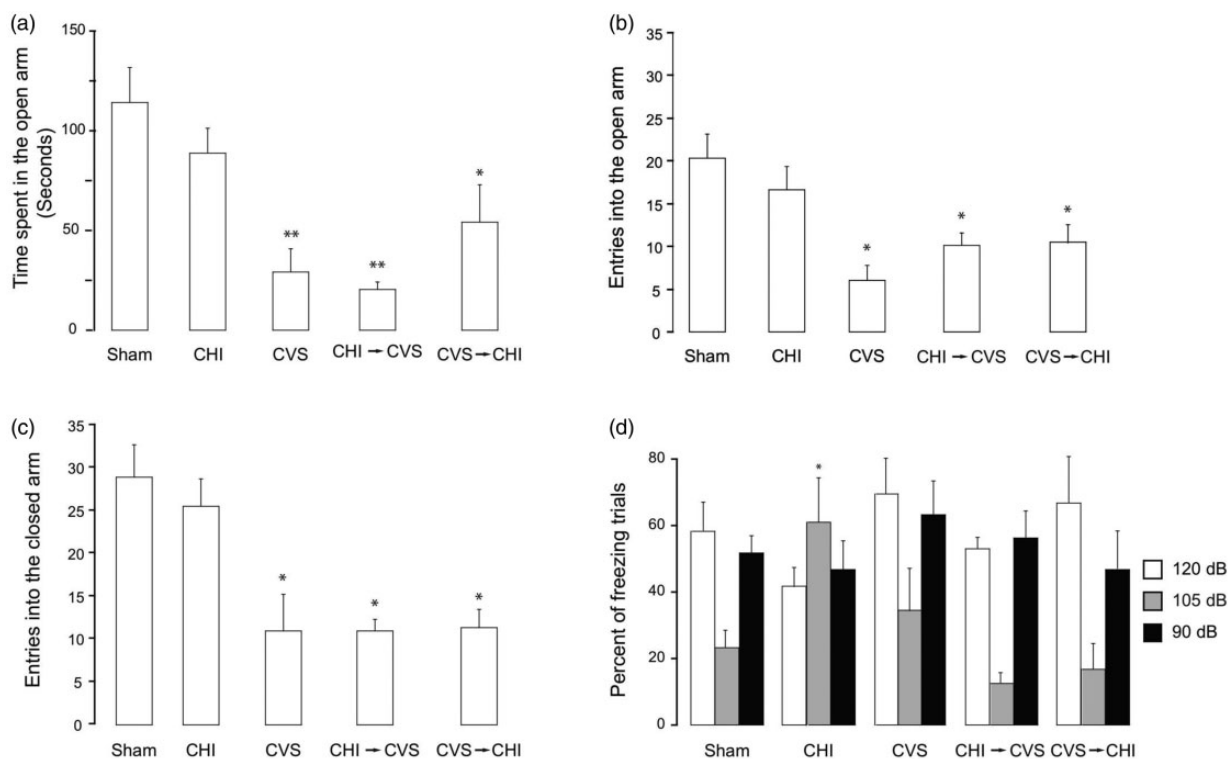 (a)
Time spent in the open arm
(Seconds)
150
100
50
0
**
**
*
Sham
CHI
CVS
CHI → CVS
CVS → CHI
(b)
Entries into the open arm
35
30
25
20
15
10
5
0
*
*
*
Sham
CHI
CVS
CHI → CVS
CVS → CHI
(c)
Entries into the closed arm
35
30
25
20
15
10
5
0
*
*
*
Sham
CHI
CVS
CHI → CVS
CVS → CHI
(d)
Percent of freezing trials
80
60
40
20
0
*
Sham
CHI
CVS
CHI → CVS
CVS → CHI
120 dB
105 dB
90 dB